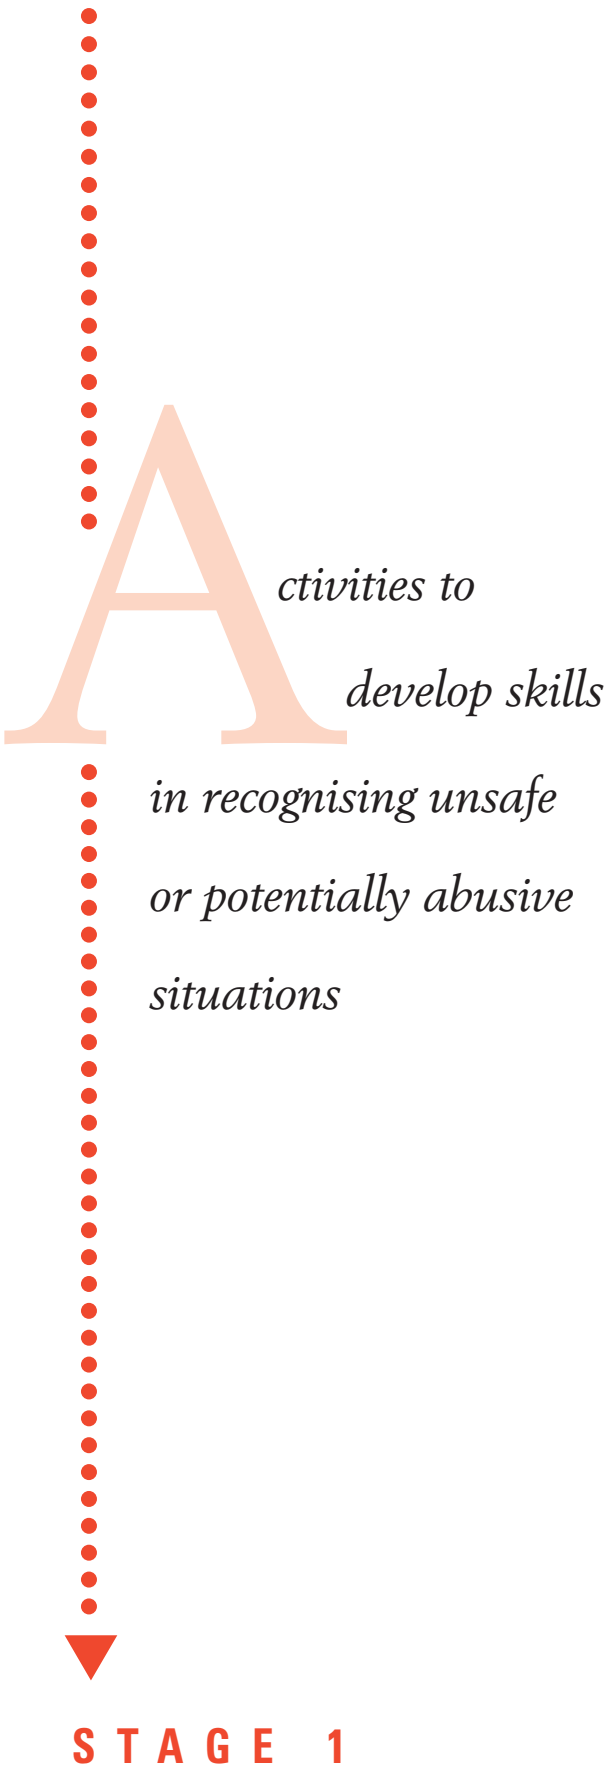 Activities to
develop skills
in recognising unsafe
or potentially abusive
situations
STAGE 1